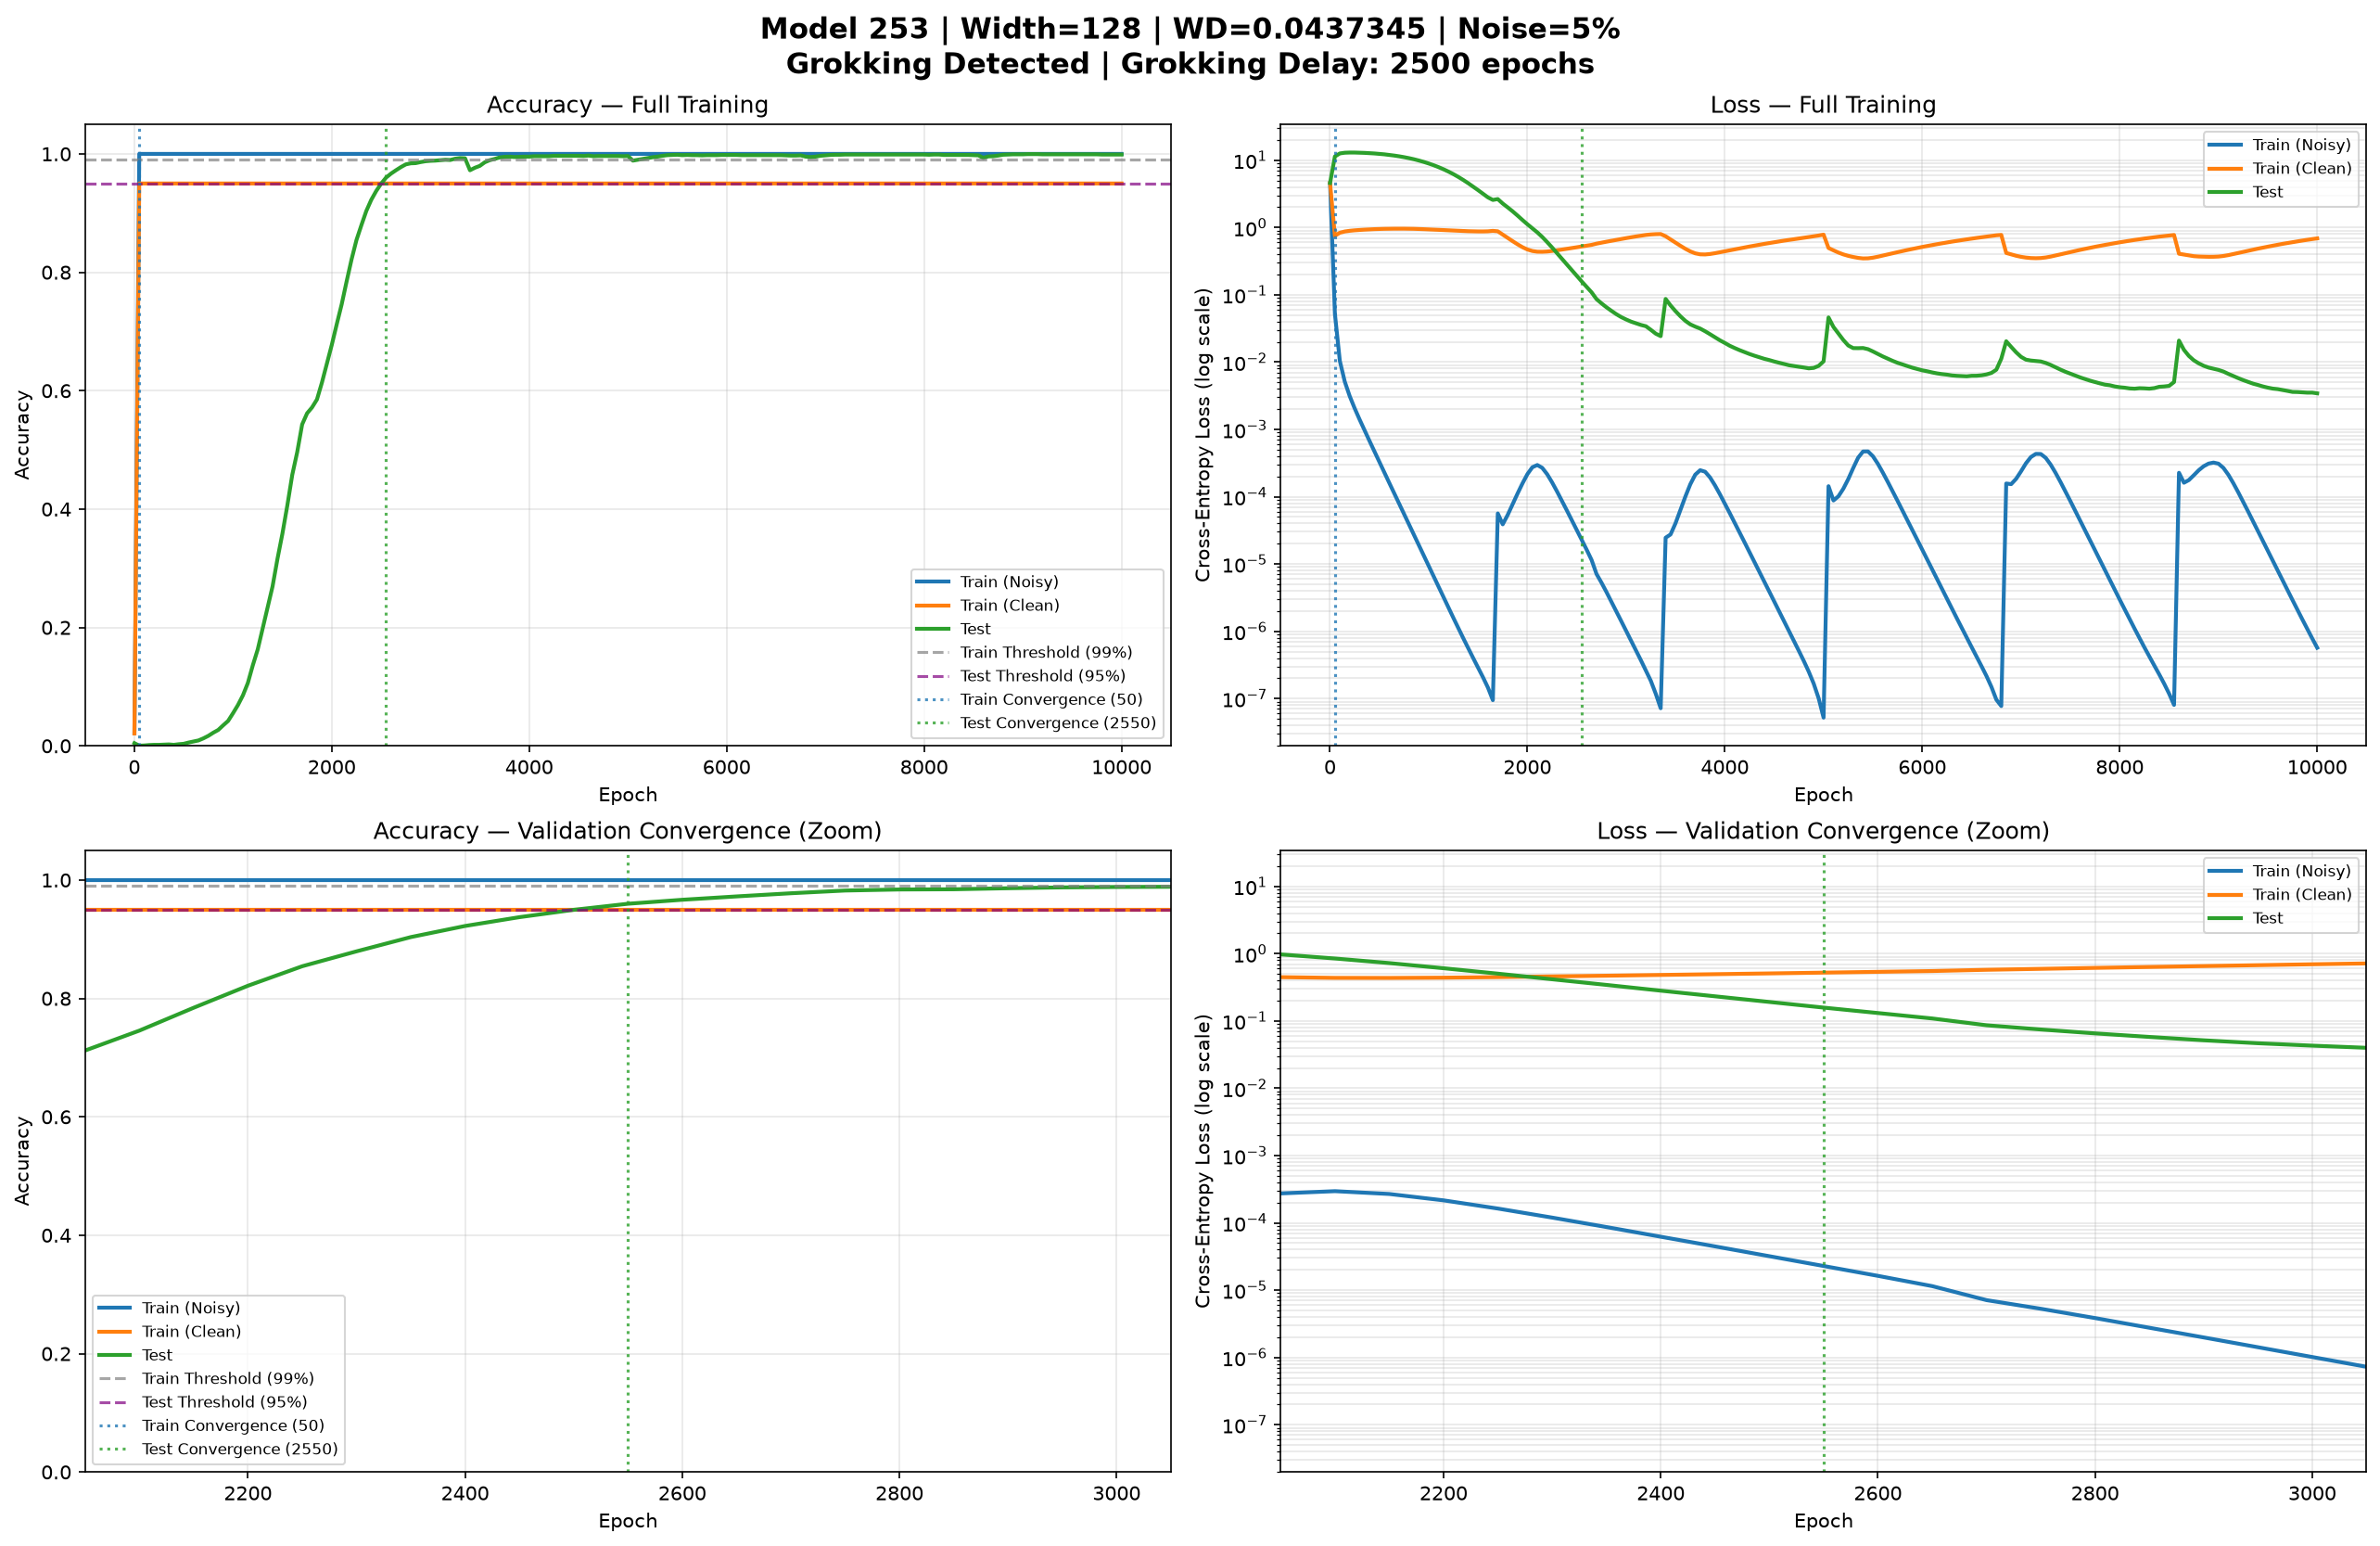 Model 253 | Width=128 | WD=0.0437345 | Noise=5%
Grokking Detected | Grokking Delay: 2500 epochs
Accuracy — Full Training
Accuracy
1.0
0.8
0.6
0.4
0.2
0.0
Train (Noisy)
Train (Clean)
Test
Train Threshold (99%)
Test Threshold (95%)
Train Convergence (50)
Test Convergence (2550)
0 2000 4000 6000 8000 10000
Epoch
Loss — Full Training
Cross-Entropy Loss (log scale)
10¹
10⁰
10⁻¹
10⁻²
10⁻³
10⁻⁴
10⁻⁵
10⁻⁶
10⁻⁷
Train (Noisy)
Train (Clean)
Test
0 2000 4000 6000 8000 10000
Epoch
Accuracy — Validation Convergence (Zoom)
Accuracy
1.0
0.8
0.6
0.4
0.2
0.0
Train (Noisy)
Train (Clean)
Test
Train Threshold (99%)
Test Threshold (95%)
Train Convergence (50)
Test Convergence (2550)
2200 2400 2600 2800 3000
Epoch
Loss — Validation Convergence (Zoom)
Cross-Entropy Loss (log scale)
10¹
10⁰
10⁻¹
10⁻²
10⁻³
10⁻⁴
10⁻⁵
10⁻⁶
10⁻⁷
Train (Noisy)
Train (Clean)
Test
2200 2400 2600 2800 3000
Epoch